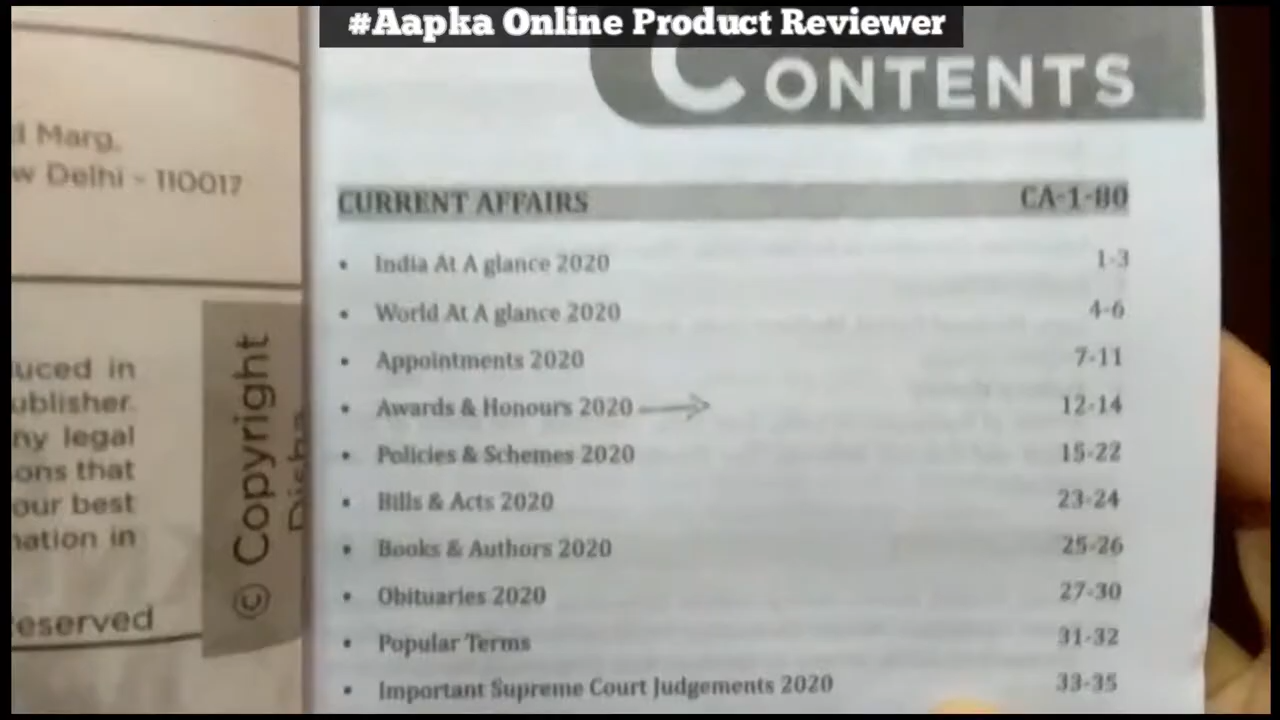 #Aapka Online Product Reviewer
l Marg,
w Delhi - 110017
uced in
ublisher.
ny legal
ons that
our best
nation in
eserved
© Copyright
Disha
CONTENTS
CURRENT AFFAIRS CA-1-80
• India At A glance 2020 1-3
• World At A glance 2020 4-6
• Appointments 2020 7-11
• Awards & Honours 2020 12-14
• Policies & Schemes 2020 15-22
• Bills & Acts 2020 23-24
• Books & Authors 2020 25-26
• Obituaries 2020 27-30
• Popular Terms 31-32
• Important Supreme Court Judgements 2020 33-35